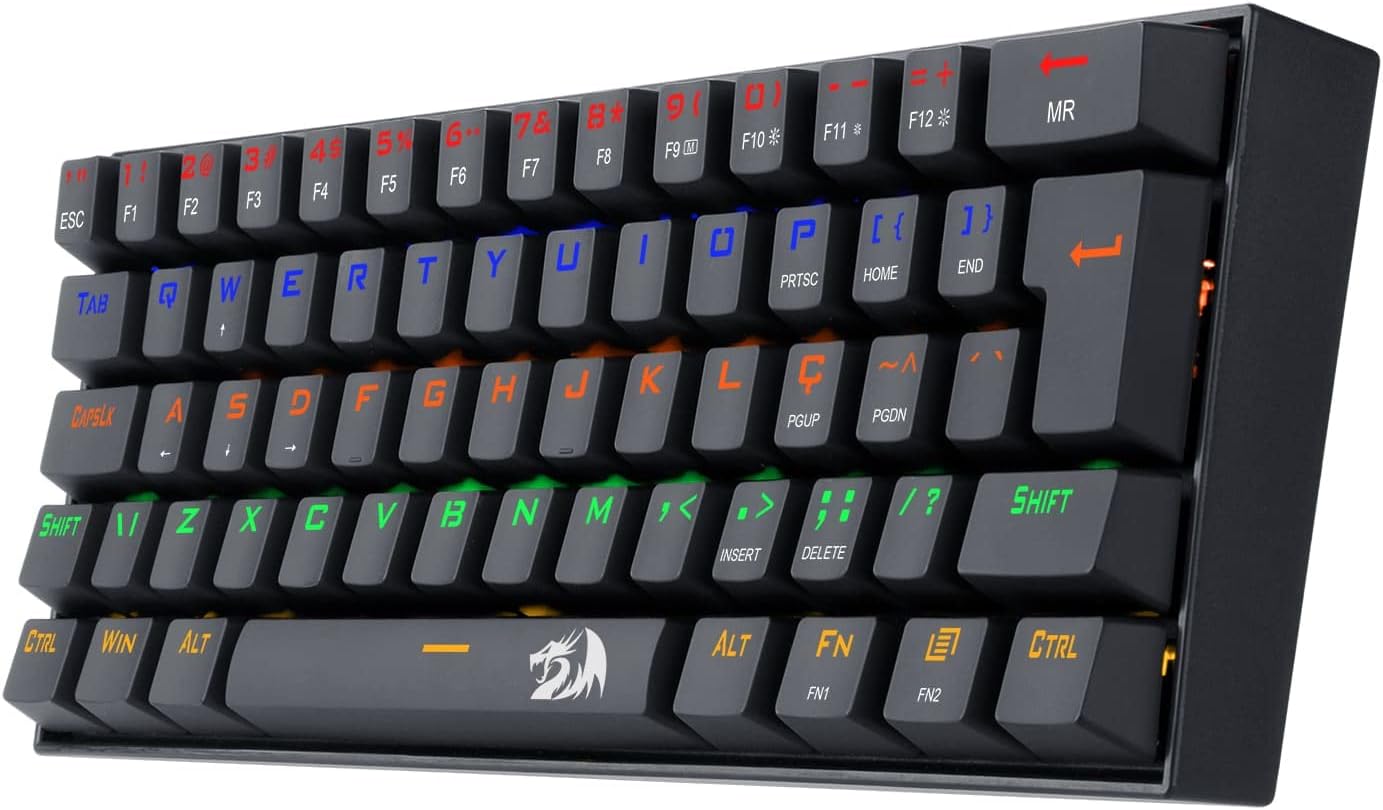 ' " 1 ! 2 @ 3 # 4 $ 5 % 6 ¨ 7 & 8 * 9 ( 0 ) - – = + ←
ESC F1 F2 F3 F4 F5 F6 F7 F8 F9 M F10 F11 F12 MR
TAB Q W E R T Y U I O P [ { ] }
↑ PRTSC HOME END
CAPSLK A S D F G H J K L Ç ~ ^ ´ `
← ↓ → PGUP PGDN
SHIFT \ | Z X C V B N M , < . > ; : / ? SHIFT
INSERT DELETE
CTRL WIN ALT ALT FN CTRL
FN1 FN2